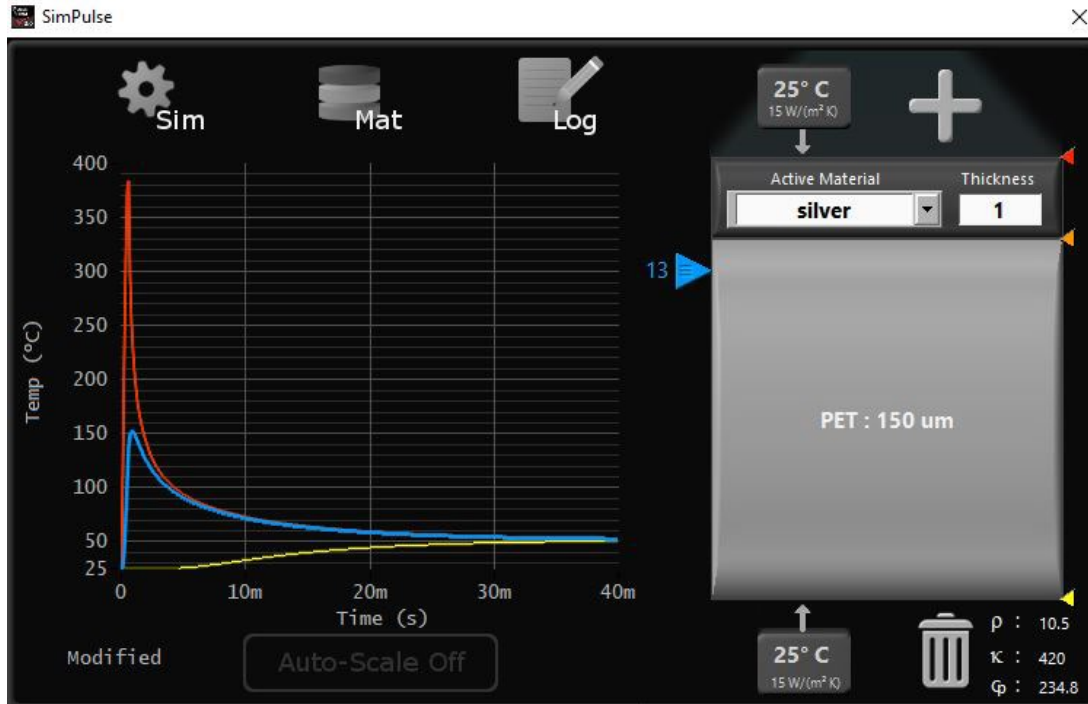 SimPulse
Sim
Mat
Log
25° C
15 W/(m² K)
Active Material
Thickness
silver
1
13
PET : 150 um
400
350
300
250
200
150
100
50
25
Temp (ºC)
0
10m
20m
30m
40m
Time (s)
Modified
Auto-Scale Off
25° C
15 W/(m² K)
ρ : 10.5
κ : 420
Cp : 234.8